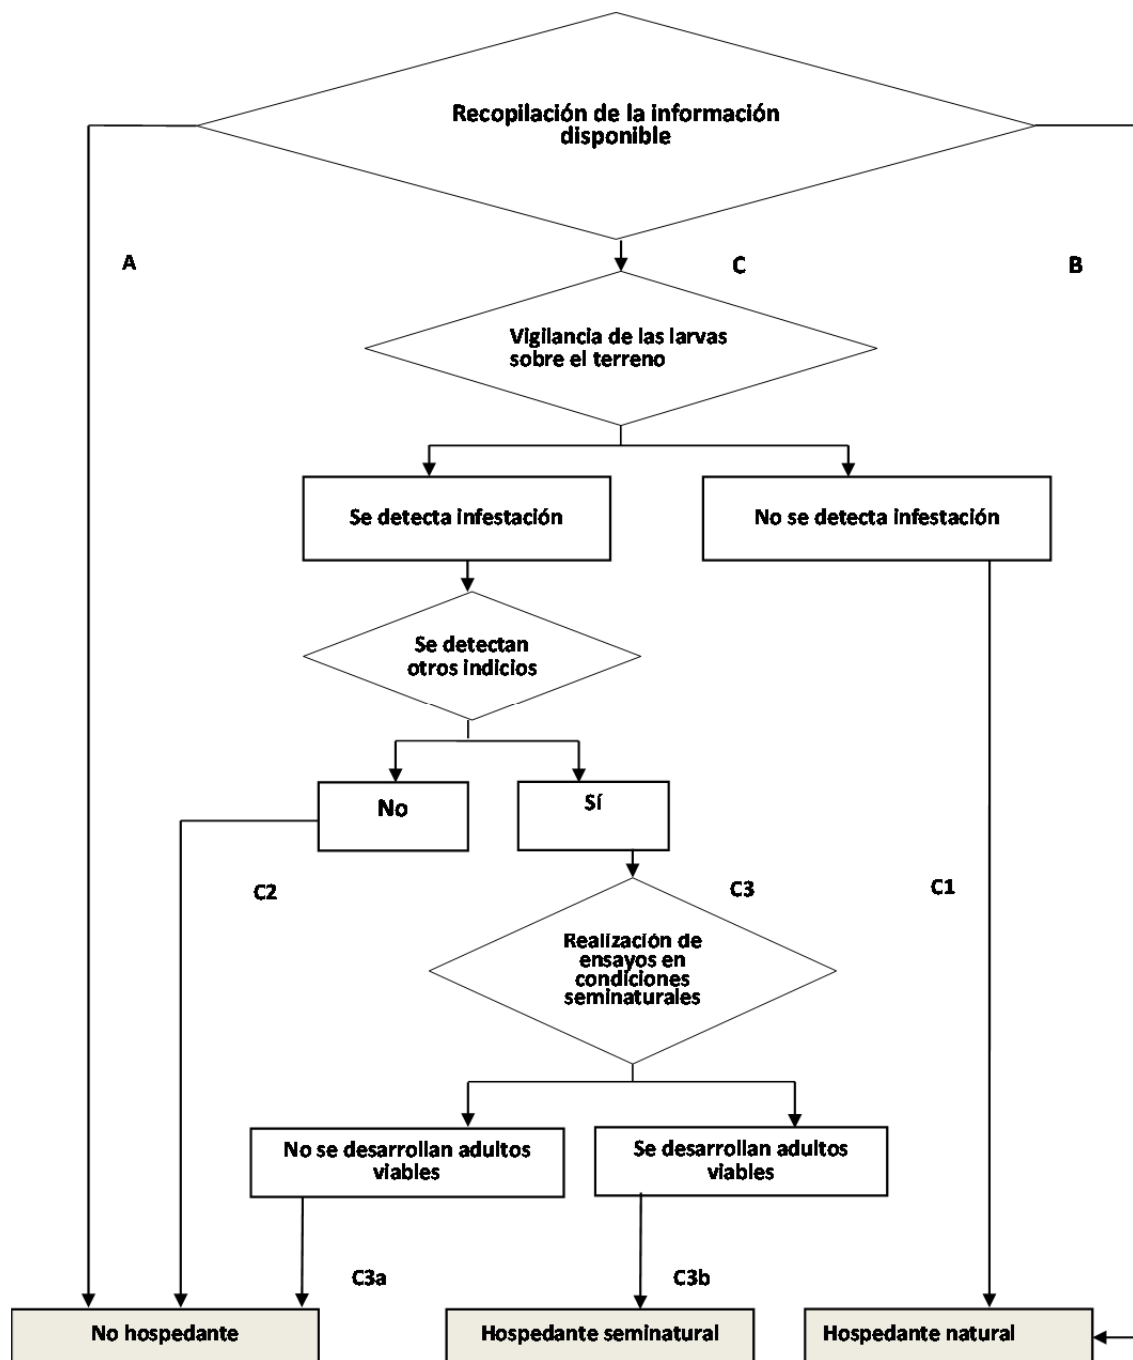 Recopilación de la información
disponible
A
C
B
Vigilancia de las larvas
sobre el terreno
Se detecta infestación
No se detecta infestación
Se detectan
otros indicios
No
Sí
C2
C3
C1
Realización de
ensayos en
condiciones
seminaturales
No se desarrollan adultos
viables
Se desarrollan adultos
viables
C3a
C3b
No hospedante
Hospedante seminatural
Hospedante natural